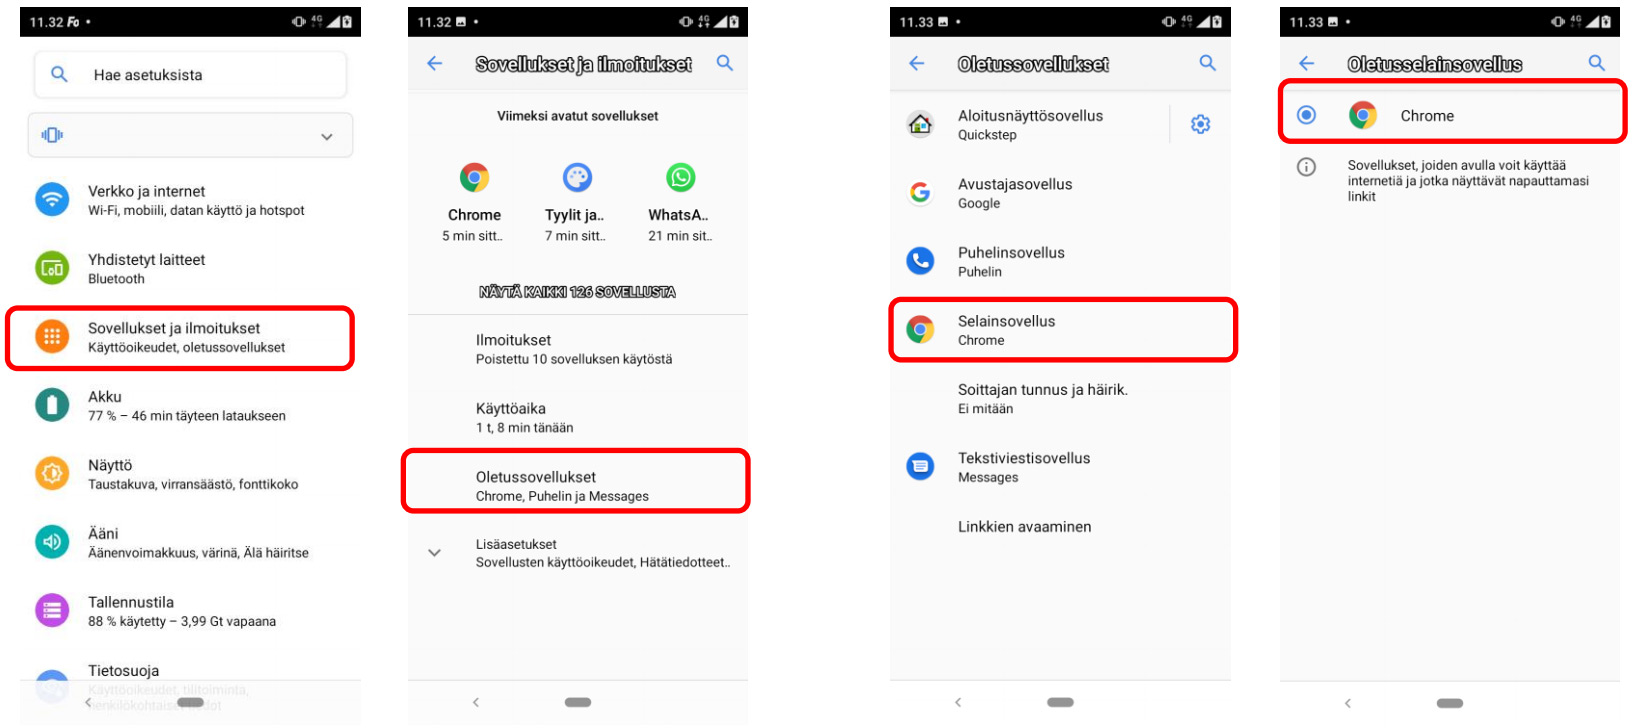 11.32 Fo •
4G
Hae asetuksista
Verkko ja internet
Wi-Fi, mobiili, datan käyttö ja hotspot
Yhdistetyt laitteet
Bluetooth
Sovellukset ja ilmoitukset
Käyttöoikeudet, oletussovellukset
Akku
77 % – 46 min täyteen lataukseen
Näyttö
Taustakuva, virransäästö, fonttikoko
Ääni
Äänenvoimakkuus, värinä, Älä häiritse
Tallennustila
88 % käytetty – 3,99 Gt vapaana
Tietosuoja
Käyttöoikeudet, tilitoiminta,
henkilökohtaiset tiedot
11.32 •
4G
Sovellukset ja ilmoitukset
Viimeksi avatut sovellukset
Chrome Tyylit ja.. WhatsA..
5 min sitt.. 7 min sitt.. 21 min sit..
NÄYTÄ KAIKKI 126 SOVELLUSTA
Ilmoitukset
Poistettu 10 sovelluksen käytöstä
Käyttöaika
1 t, 8 min tänään
Oletussovellukset
Chrome, Puhelin ja Messages
Lisäasetukset
Sovellusten käyttöoikeudet, Hätätiedotteet..
11.33 •
4G
Oletussovellukset
Aloitusnäyttösovellus
Quickstep
Avustajasovellus
Google
Puhelinsovellus
Puhelin
Selainsovellus
Chrome
Soittajan tunnus ja häirik.
Ei mitään
Tekstiviestisovellus
Messages
Linkkien avaaminen
11.33 •
4G
Oletusselainsovellus
Chrome
Sovellukset, joiden avulla voit käyttää
internetiä ja jotka näyttävät napauttamasi
linkit